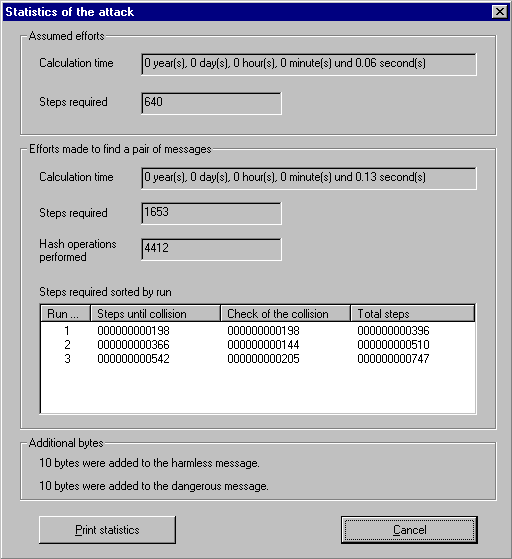 Statistics of the attack
Assumed efforts
Calculation time 0 year(s), 0 day(s), 0 hour(s), 0 minute(s) und 0.06 second(s)
Steps required 640
Efforts made to find a pair of messages
Calculation time 0 year(s), 0 day(s), 0 hour(s), 0 minute(s) und 0.13 second(s)
Steps required 1653
Hash operations performed 4412
Steps required sorted by run
Run ... Steps until collision Check of the collision Total steps
1 000000000198 000000000198 000000000396
2 000000000366 000000000144 000000000510
3 000000000542 000000000205 000000000747
Additional bytes
10 bytes were added to the harmless message.
10 bytes were added to the dangerous message.
Print statistics Cancel